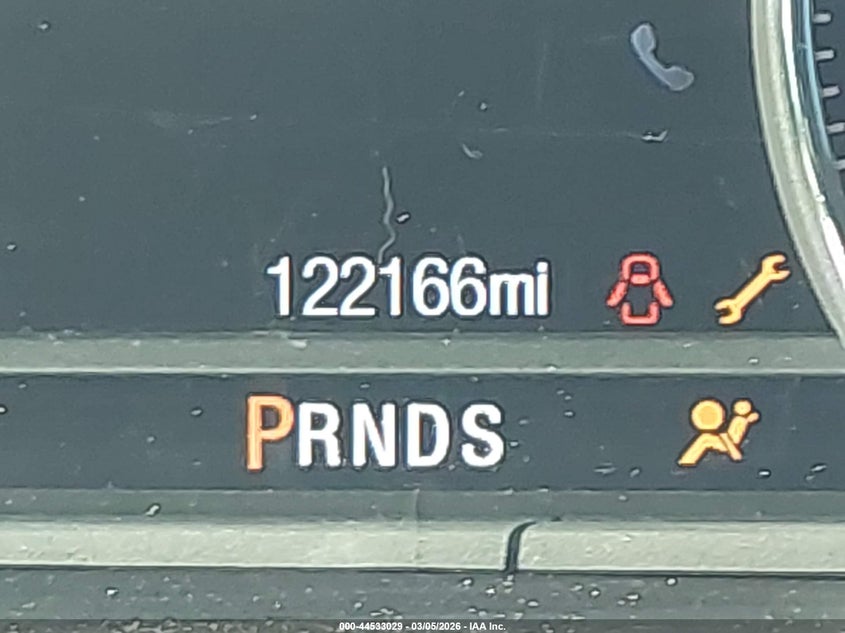 122166mi
PRNDS
000-44533029 - 03/05/2026 - IAA Inc.